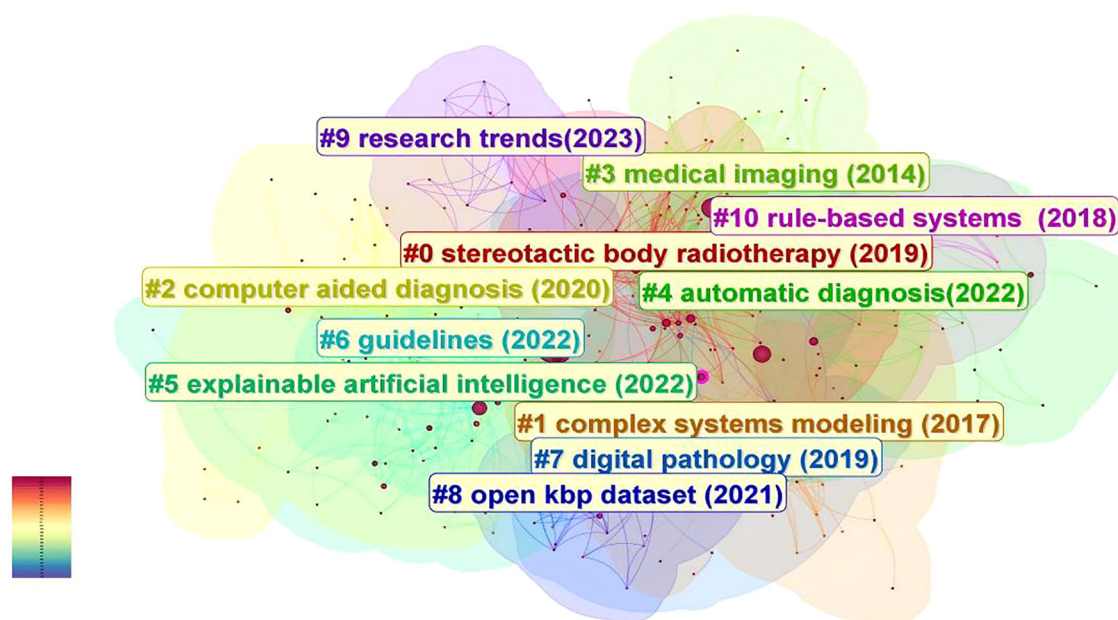 #9 research trends(2023)
#3 medical imaging (2014)
#10 rule-based systems (2018)
#0 stereotactic body radiotherapy (2019)
#2 computer aided diagnosis (2020)
#4 automatic diagnosis(2022)
#6 guidelines (2022)
#5 explainable artificial intelligence (2022)
#1 complex systems modeling (2017)
#7 digital pathology (2019)
#8 open kbp dataset (2021)